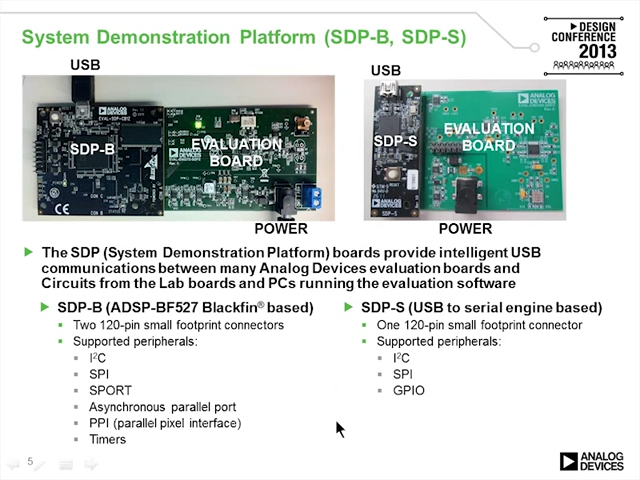 System Demonstration Platform (SDP-B, SDP-S)
DESIGN
CONFERENCE
2013
USB
USB
SDP-B
ANALOG
DEVICES
EVALUATION
BOARD
SDP-S
ANALOG
DEVICES
EVALUATION
BOARD
POWER
POWER
The SDP (System Demonstration Platform) boards provide intelligent USB
communications between many Analog Devices evaluation boards and
Circuits from the Lab boards and PCs running the evaluation software
SDP-B (ADSP-BF527 Blackfin® based)
Two 120-pin small footprint connectors
Supported peripherals:
I²C
SPI
SPORT
Asynchronous parallel port
PPI (parallel pixel interface)
Timers
SDP-S (USB to serial engine based)
One 120-pin small footprint connector
Supported peripherals:
I²C
SPI
GPIO
5
ANALOG
DEVICES